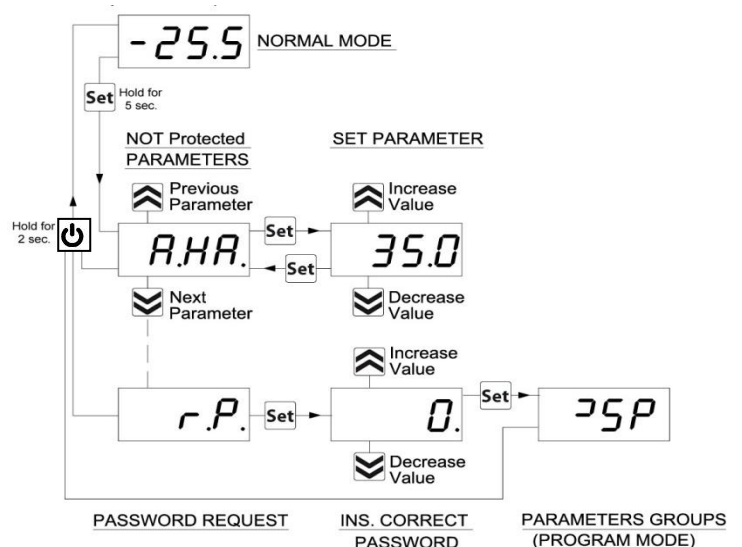 -25.5 NORMAL MODE
Set Hold for
5 sec.
NOT Protected
PARAMETERS
SET PARAMETER
Previous
Parameter
Increase
Value
Hold for
2 sec.
A.HA.
Set
Set
35.0
Next
Parameter
Decrease
Value
Increase
Value
r.P.
Set
0.
Set
Decrease
Value
PASSWORD REQUEST
INS. CORRECT
PASSWORD
PARAMETERS GROUPS
(PROGRAM MODE)